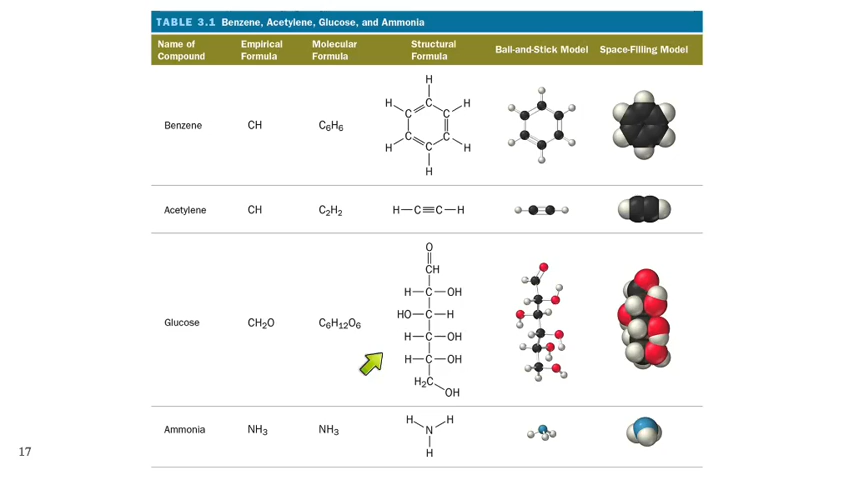 TABLE 3.1 Benzene, Acetylene, Glucose, and Ammonia
Name of Compound Empirical Formula Molecular Formula Structural Formula Ball-and-Stick Model Space-Filling Model
H
H C H
C C
Benzene CH C₆H₆
C C
H C H
H
Acetylene CH C₂H₂ H—C≡C—H
O
CH
H—C—OH
HO—C—H
Glucose CH₂O C₆H₁₂O₆
H—C—OH
H—C—OH
H₂C
OH
H H
Ammonia NH₃ NH₃ N
H
17